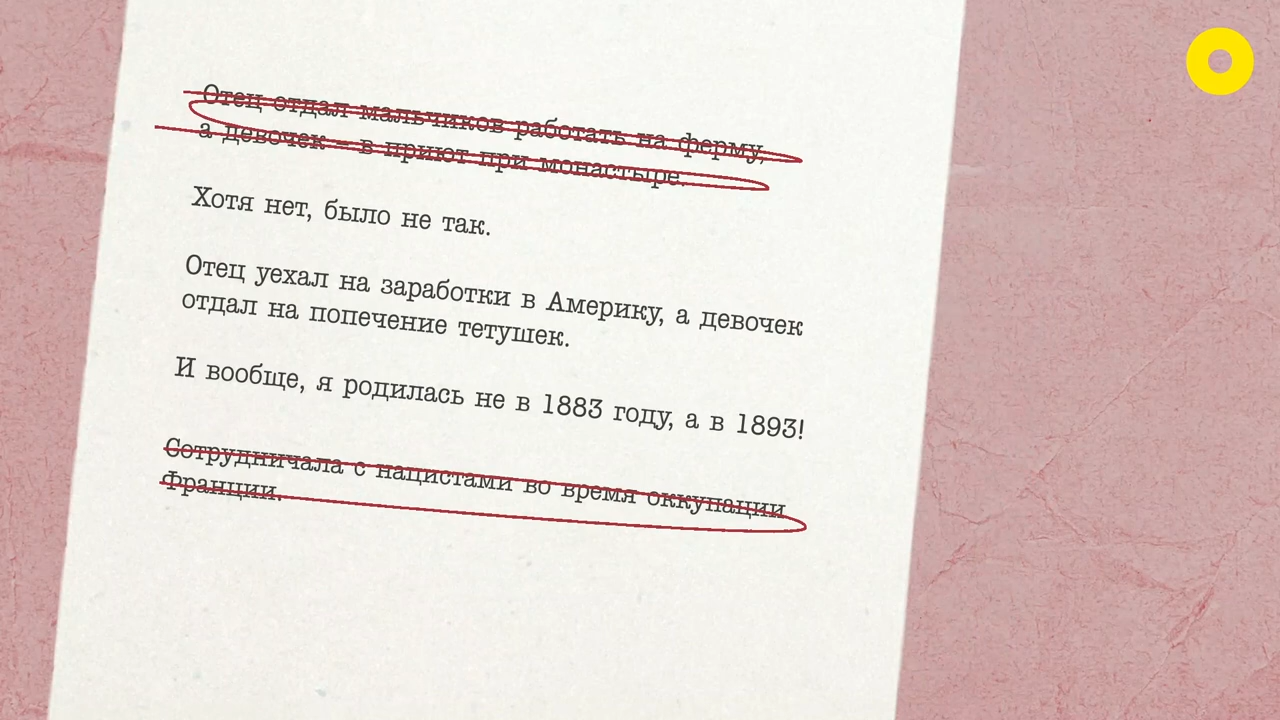 Отец отдал мальчиков работать на ферму,
а девочек – в приют при монастыре.
Хотя нет, было не так.
Отец уехал на заработки в Америку, а девочек
отдал на попечение тетушек.
И вообще, я родилась не в 1883 году, а в 1893!
Сотрудничала с нацистами во время оккупации
Франции.